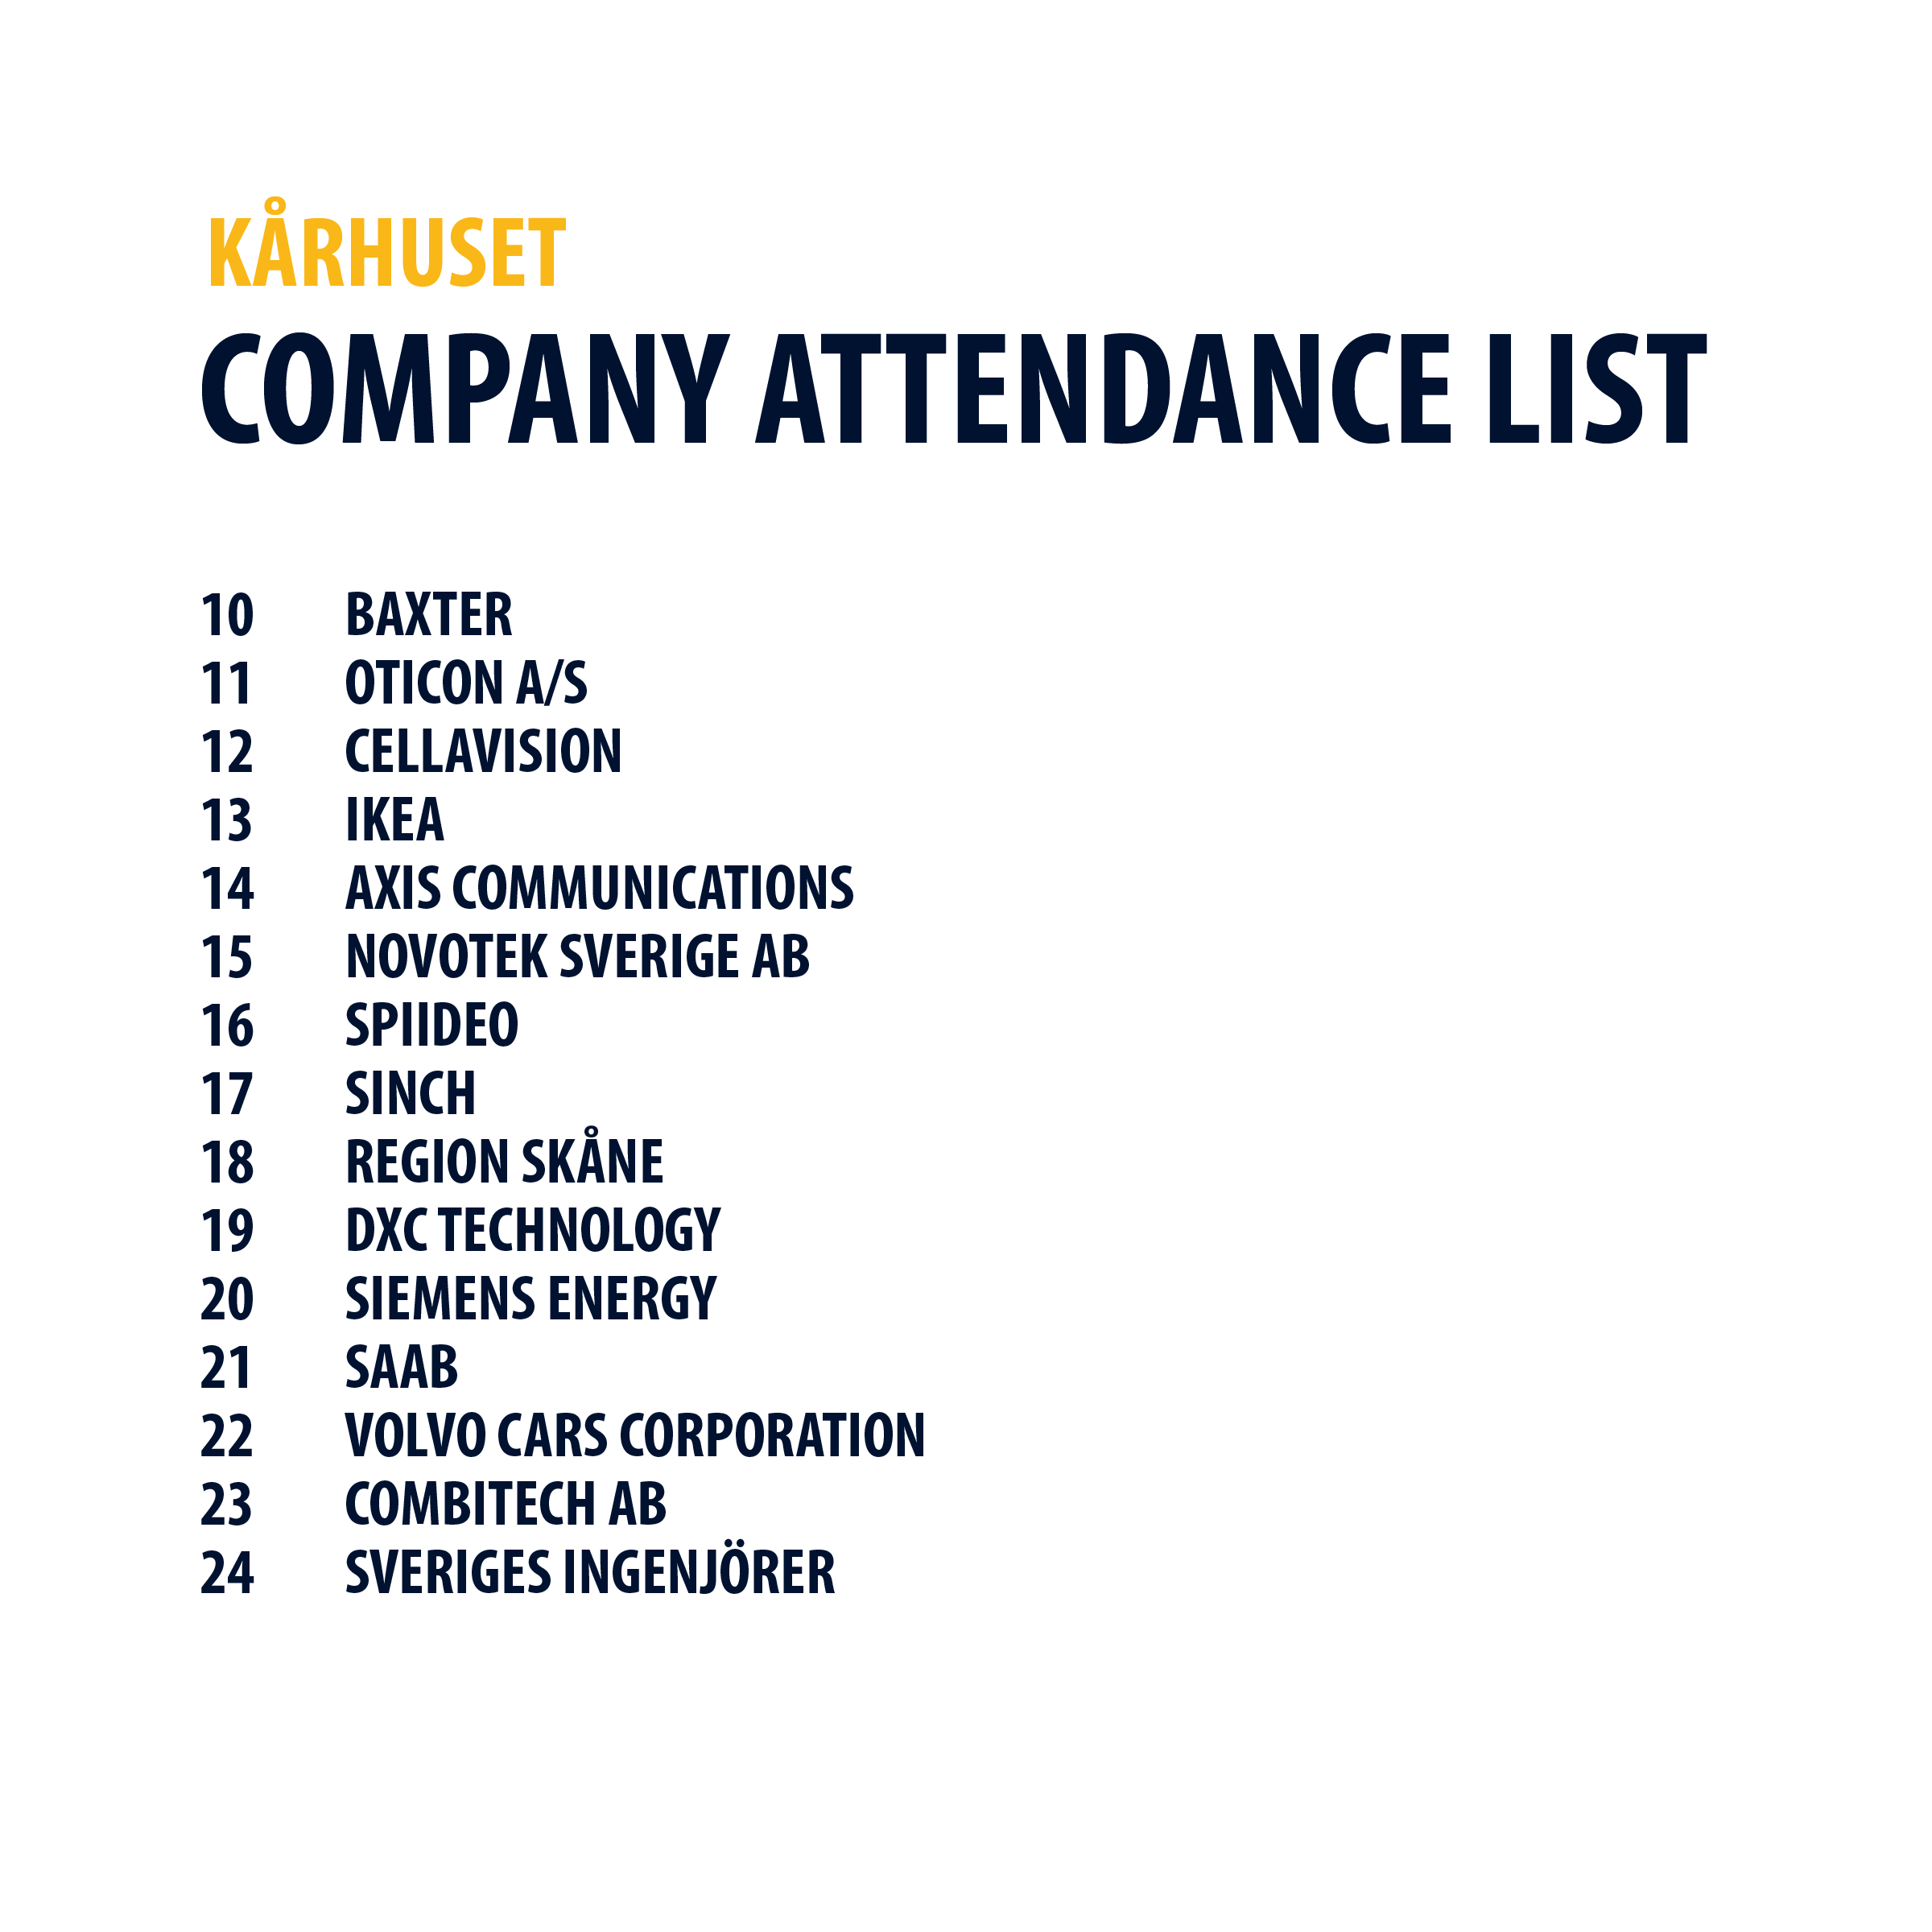 KÅRHUSET
COMPANY ATTENDANCE LIST
10 BAXTER
11 OTICON A/S
12 CELLAVISION
13 IKEA
14 AXIS COMMUNICATIONS
15 NOVOTEK SVERIGE AB
16 SPIIDEO
17 SINCH
18 REGION SKÅNE
19 DXC TECHNOLOGY
20 SIEMENS ENERGY
21 SAAB
22 VOLVO CARS CORPORATION
23 COMBITECH AB
24 SVERIGES INGENJÖRER